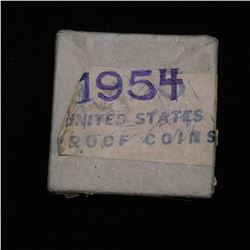 1954
UNITED STATES
PROOF COINS